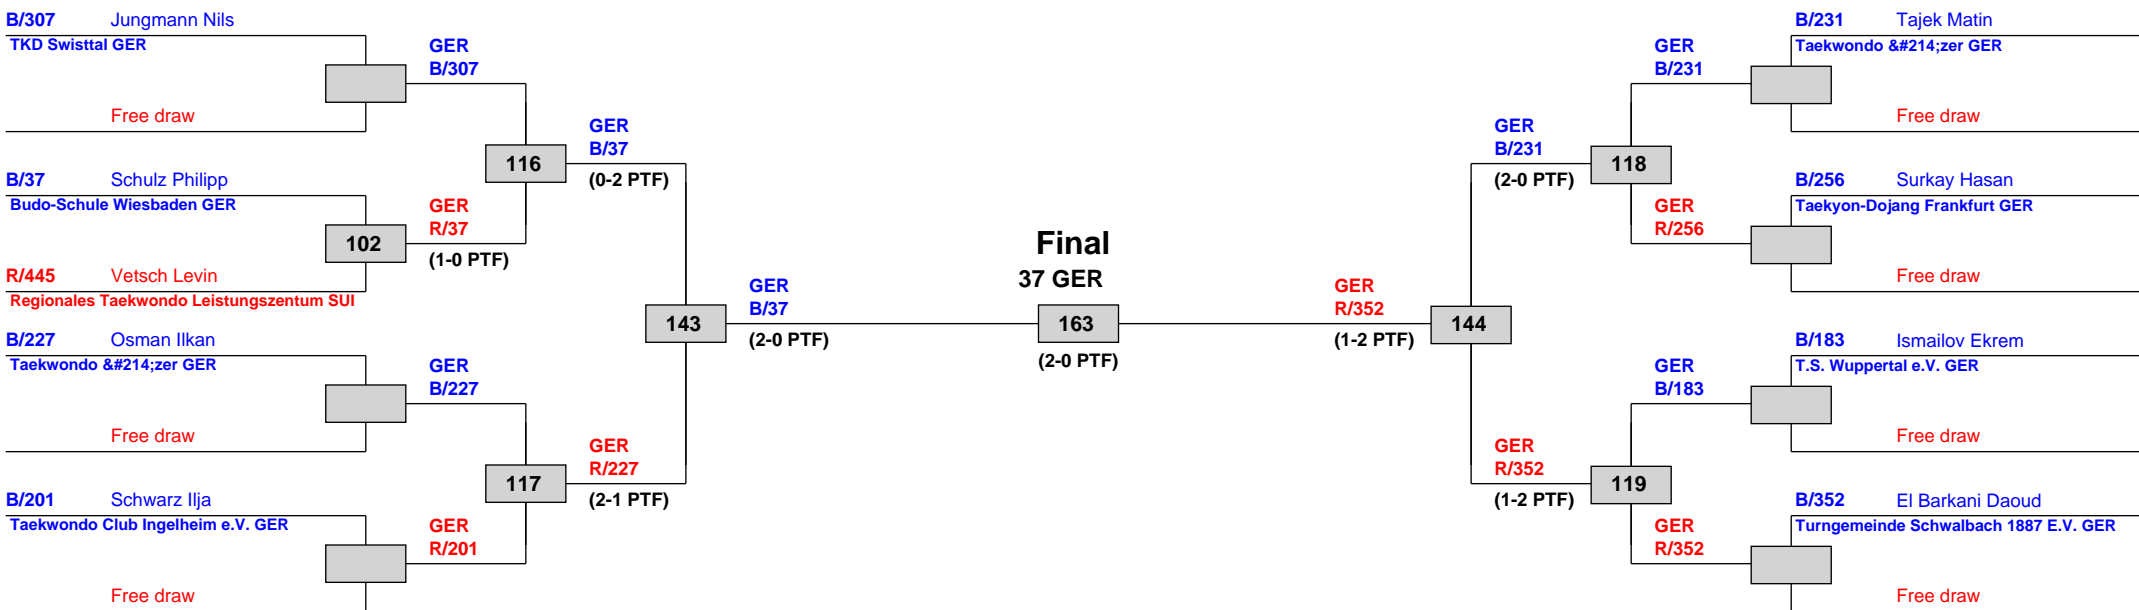 B/307 Jungmann Nils
TKD Swisttal GER
Free draw
GER
B/307
B/37 Schulz Philipp
Budo-Schule Wiesbaden GER
102
R/445 Vetsch Levin
Regionales Taekwondo Leistungszentum SUI
GER
R/37
(1-0 PTF)
116
GER
B/37
(0-2 PTF)
B/227 Osman Ilkan
Taekwondo &#214;zer GER
Free draw
GER
B/227
B/201 Schwarz Ilja
Taekwondo Club Ingelheim e.V. GER
Free draw
GER
R/201
117
GER
R/227
(2-1 PTF)
143
GER
B/37
(2-0 PTF)
Final
37 GER
163
(2-0 PTF)
GER
R/352
(1-2 PTF)
144
GER
B/231
(2-0 PTF)
118
GER
B/231
B/231 Tajek Matin
Taekwondo &#214;zer GER
Free draw
GER
R/256
B/256 Surkay Hasan
Taekyon-Dojang Frankfurt GER
Free draw
GER
R/352
(1-2 PTF)
119
GER
B/183
B/183 Ismailov Ekrem
T.S. Wuppertal e.V. GER
Free draw
GER
R/352
B/352 El Barkani Daoud
Turngemeinde Schwalbach 1887 E.V. GER
Free draw